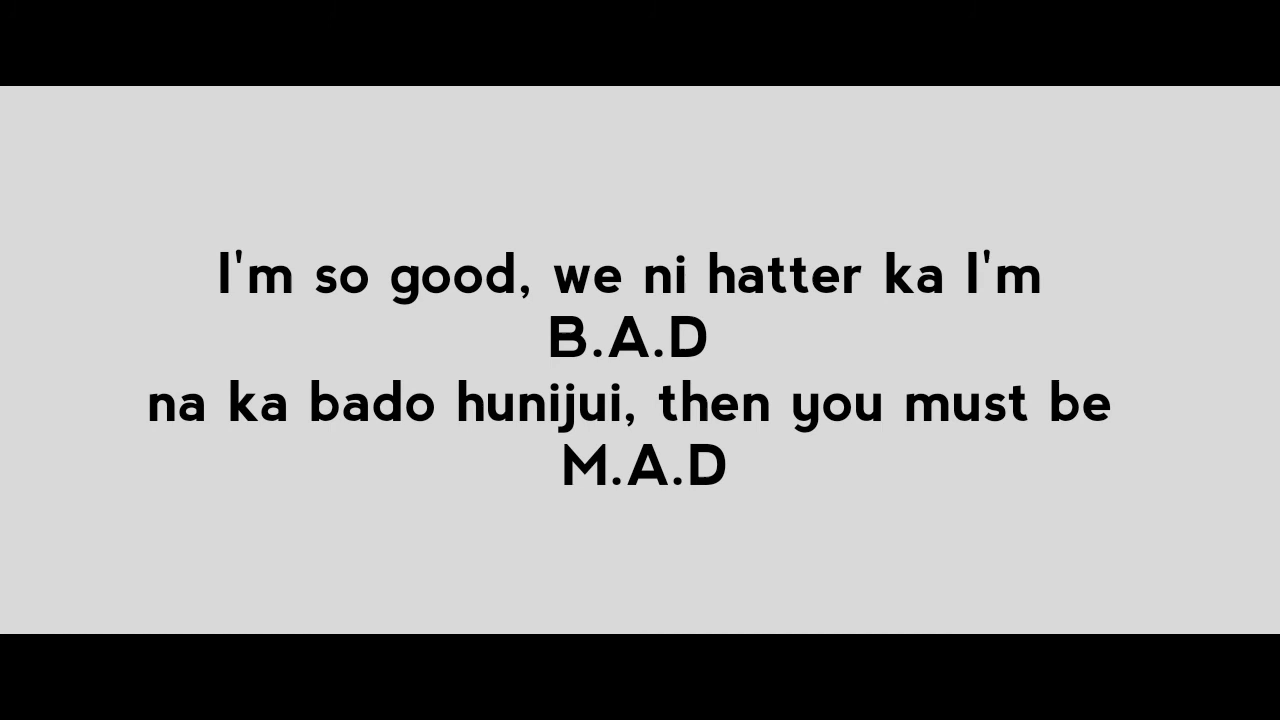 I'm so good, we ni hatter ka I'm
B.A.D
na ka bado hunijui, then you must be
M.A.D